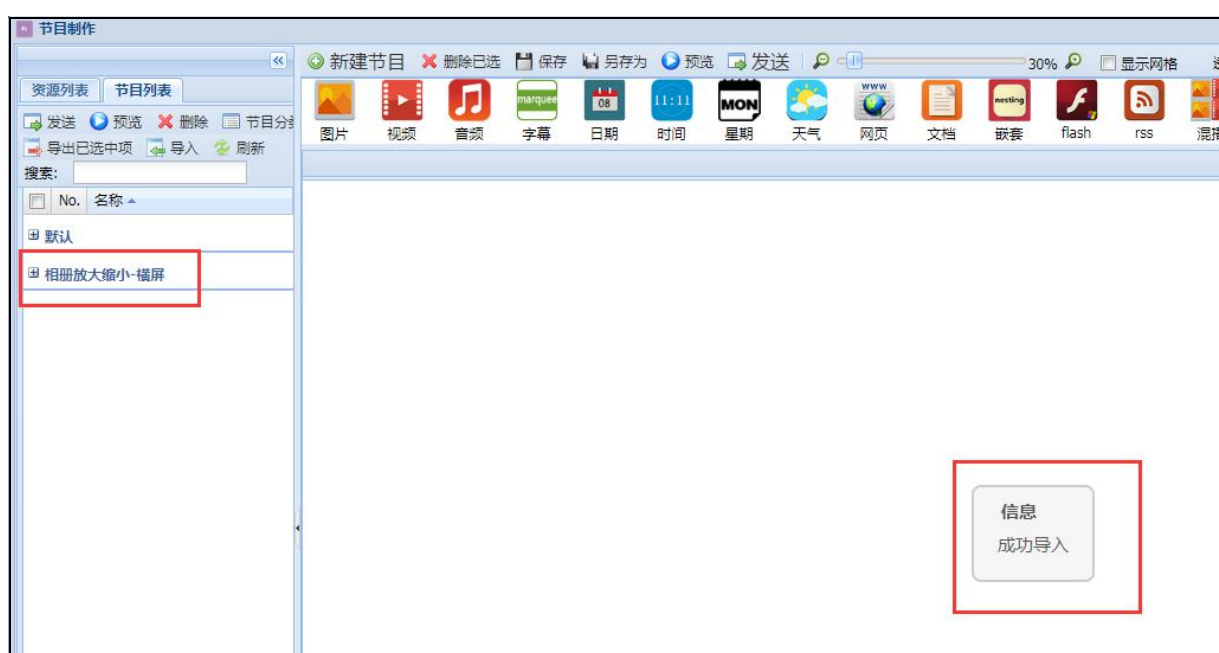 节目制作
新建节目 删除已选 保存 另存为 预览 发送 30% 显示网格
资源列表 节目列表
发送 预览 删除 节目分
导出已选中项 导入 刷新
搜索:
marquee 08 11:11 MON WWW nesting
图片 视频 音频 字幕 日期 时间 星期 天气 网页 文档 嵌套 flash rss 混播
No. 名称
默认
相册放大缩小-横屏
信息
成功导入